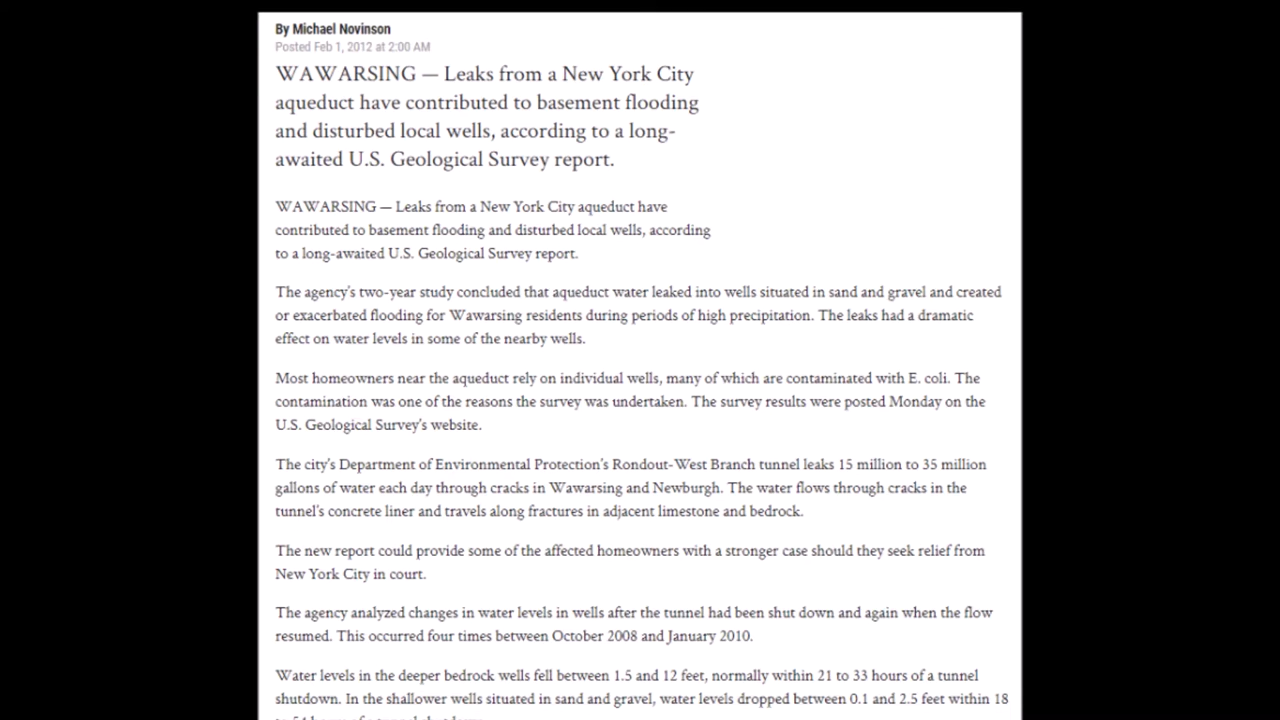 By Michael Novinson
Posted Feb 1, 2012 at 2:00 AM
WAWARSING — Leaks from a New York City
aqueduct have contributed to basement flooding
and disturbed local wells, according to a long-
awaited U.S. Geological Survey report.
WAWARSING — Leaks from a New York City aqueduct have
contributed to basement flooding and disturbed local wells, according
to a long-awaited U.S. Geological Survey report.
The agency's two-year study concluded that aqueduct water leaked into wells situated in sand and gravel and created
or exacerbated flooding for Wawarsing residents during periods of high precipitation. The leaks had a dramatic
effect on water levels in some of the nearby wells.
Most homeowners near the aqueduct rely on individual wells, many of which are contaminated with E. coli. The
contamination was one of the reasons the survey was undertaken. The survey results were posted Monday on the
U.S. Geological Survey's website.
The city's Department of Environmental Protection's Rondout-West Branch tunnel leaks 15 million to 35 million
gallons of water each day through cracks in Wawarsing and Newburgh. The water flows through cracks in the
tunnel's concrete liner and travels along fractures in adjacent limestone and bedrock.
The new report could provide some of the affected homeowners with a stronger case should they seek relief from
New York City in court.
The agency analyzed changes in water levels in wells after the tunnel had been shut down and again when the flow
resumed. This occurred four times between October 2008 and January 2010.
Water levels in the deeper bedrock wells fell between 1.5 and 12 feet, normally within 21 to 33 hours of a tunnel
shutdown. In the shallower wells situated in sand and gravel, water levels dropped between 0.1 and 2.5 feet within 18